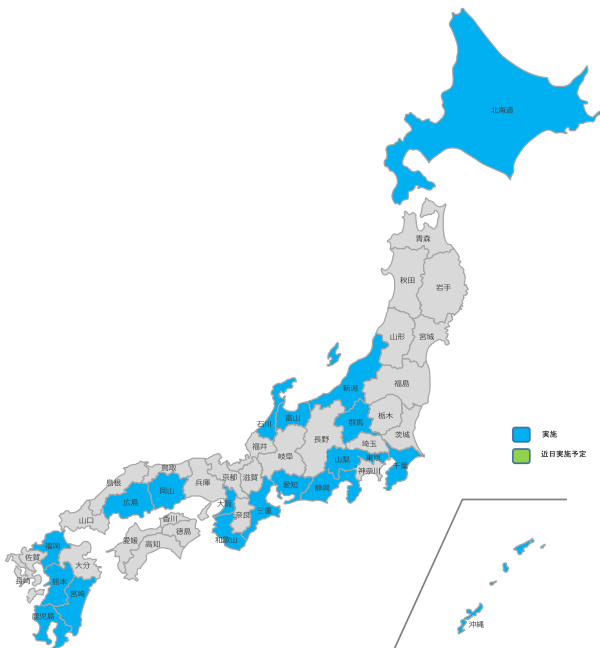 北海道
青森
秋田
岩手
山形
宮城
新潟
福島
石川
富山
群馬
栃木
茨城
福井
岐阜
長野
埼玉
山梨
東京
千葉
神奈川
実施
近日実施予定
島根
鳥取
兵庫
京都
滋賀
愛知
静岡
広島
岡山
大阪
奈良
三重
和歌山
山口
香川
愛媛
徳島
高知
福岡
佐賀
大分
長崎
熊本
宮崎
鹿児島
沖縄